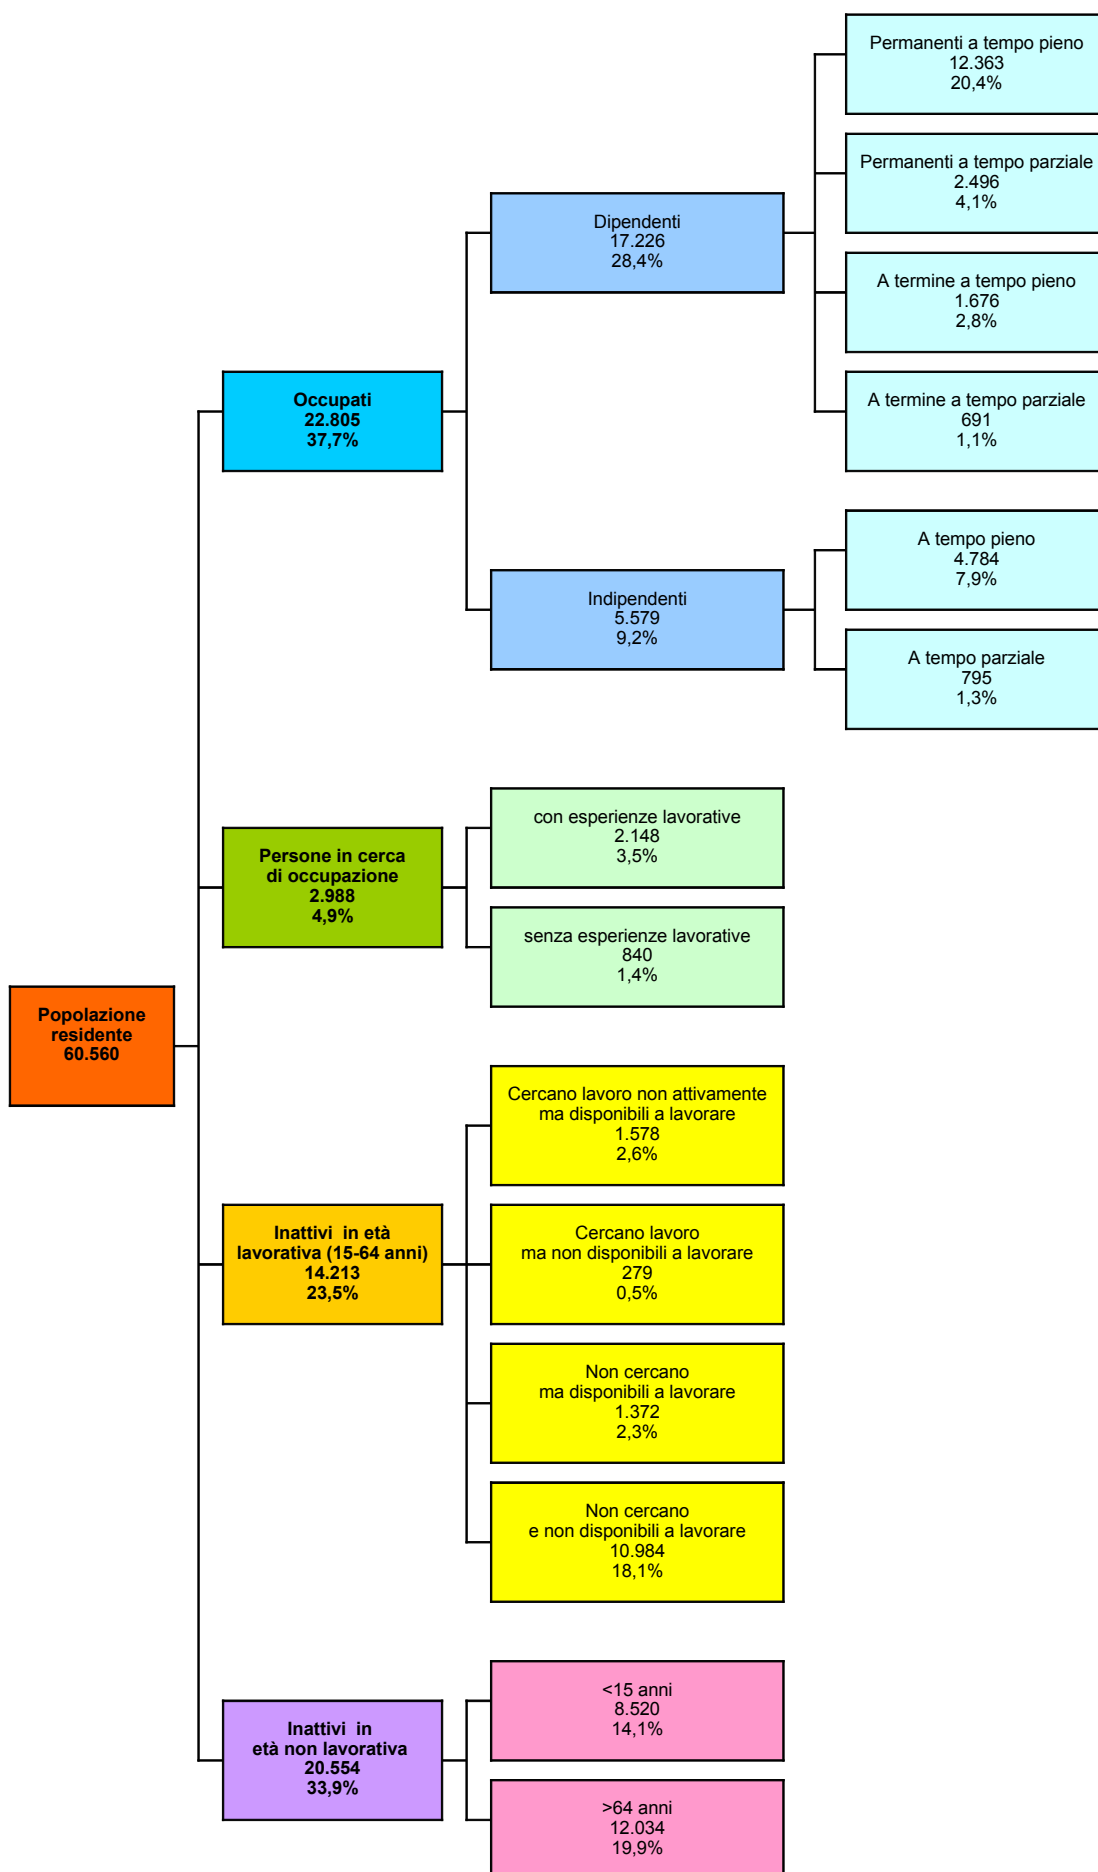 Permanenti a tempo pieno
12.363
20,4%
Permanenti a tempo parziale
2.496
4,1%
Dipendenti
17.226
28,4%
A termine a tempo pieno
1.676
2,8%
Occupati
22.805
37,7%
A termine a tempo parziale
691
1,1%
A tempo pieno
4.784
7,9%
Indipendenti
5.579
9,2%
A tempo parziale
795
1,3%
con esperienze lavorative
2.148
3,5%
Persone in cerca
di occupazione
2.988
4,9%
senza esperienze lavorative
840
1,4%
Popolazione
residente
60.560
Cercano lavoro non attivamente
ma disponibili a lavorare
1.578
2,6%
Inattivi in età
lavorativa (15-64 anni)
14.213
23,5%
Cercano lavoro
ma non disponibili a lavorare
279
0,5%
Non cercano
ma disponibili a lavorare
1.372
2,3%
Non cercano
e non disponibili a lavorare
10.984
18,1%
<15 anni
8.520
14,1%
Inattivi in
età non lavorativa
20.554
33,9%
>64 anni
12.034
19,9%